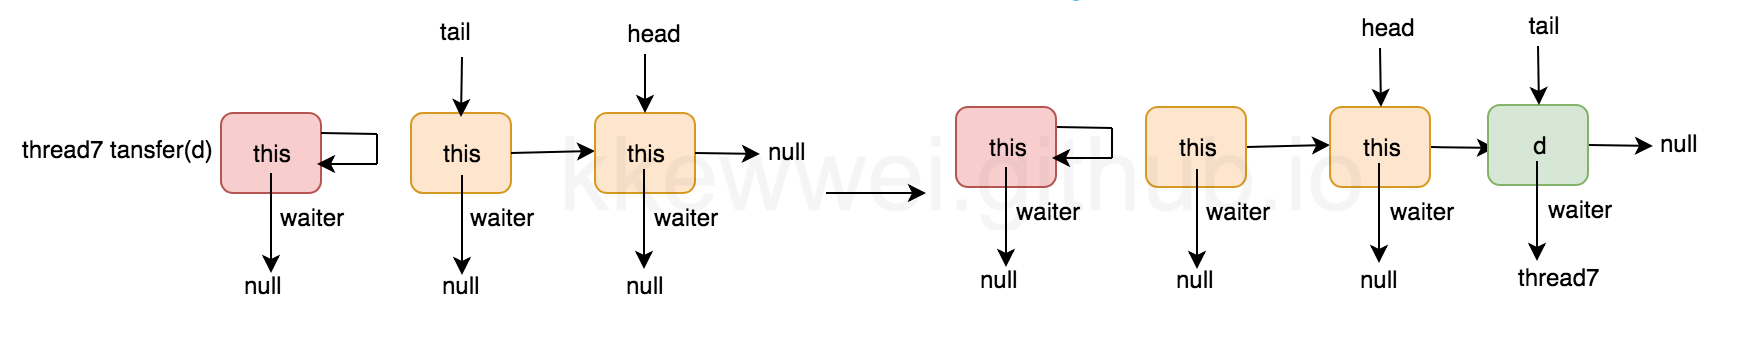 tail
head
thread7 tansfer(d)
this
this
this
null
waiter
waiter
waiter
null
null
null
head
tail
this
this
this
d
null
waiter
waiter
waiter
waiter
null
null
null
thread7
kkewwei.github.io